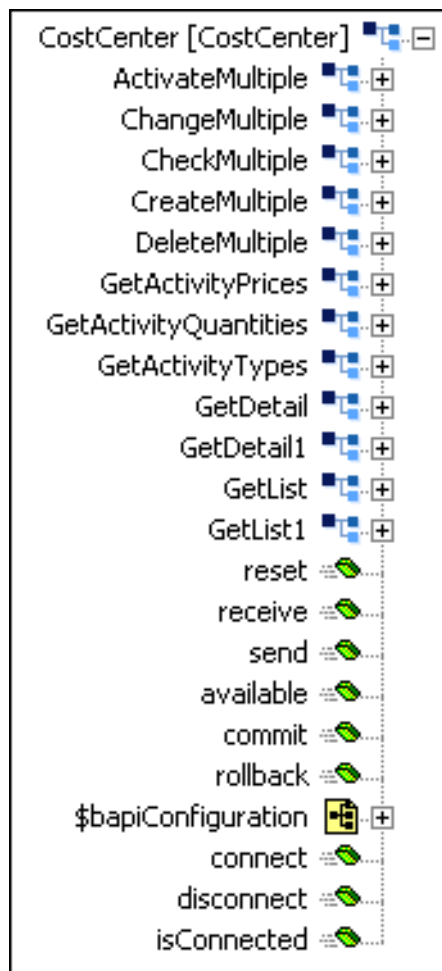 CostCenter [CostCenter]
ActivateMultiple
ChangeMultiple
CheckMultiple
CreateMultiple
DeleteMultiple
GetActivityPrices
GetActivityQuantities
GetActivityTypes
GetDetail
GetDetail1
GetList
GetList1
reset
receive
send
available
commit
rollback
$bapiConfiguration
connect
disconnect
isConnected